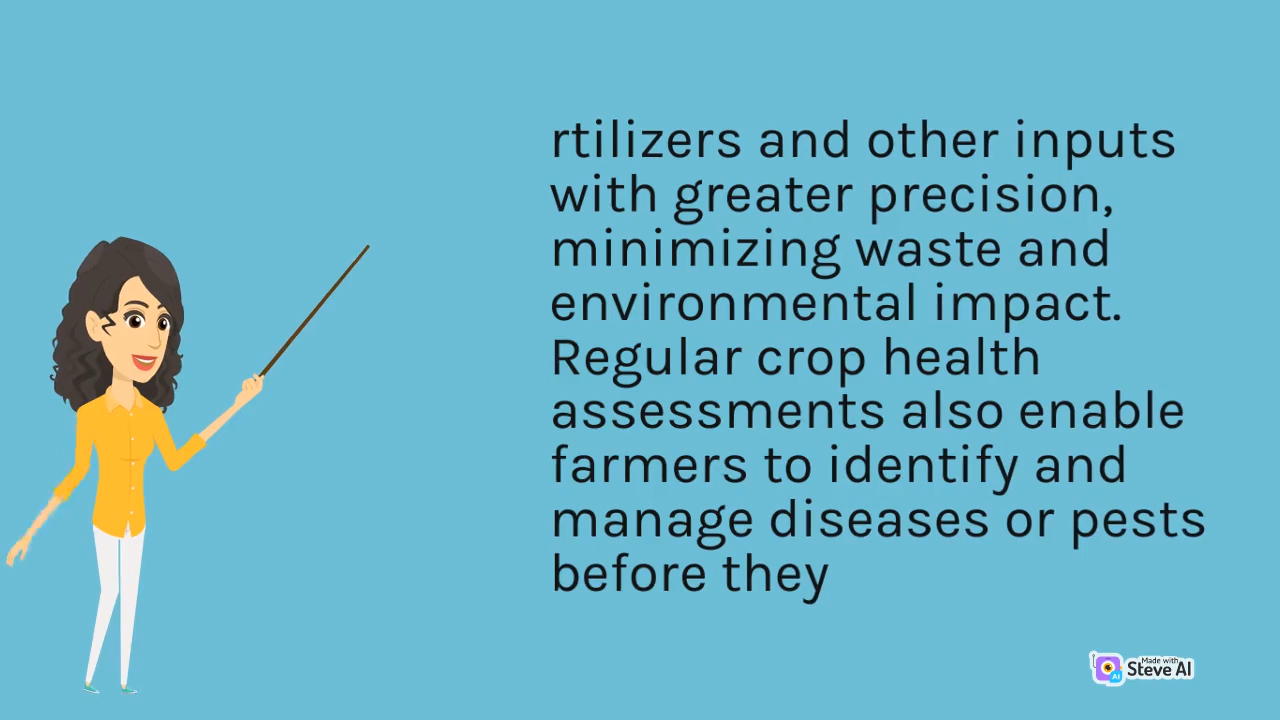 rtilizers and other inputs
with greater precision,
minimizing waste and
environmental impact.
Regular crop health
assessments also enable
farmers to identify and
manage diseases or pests
before they
Made with
Steve AI
AI